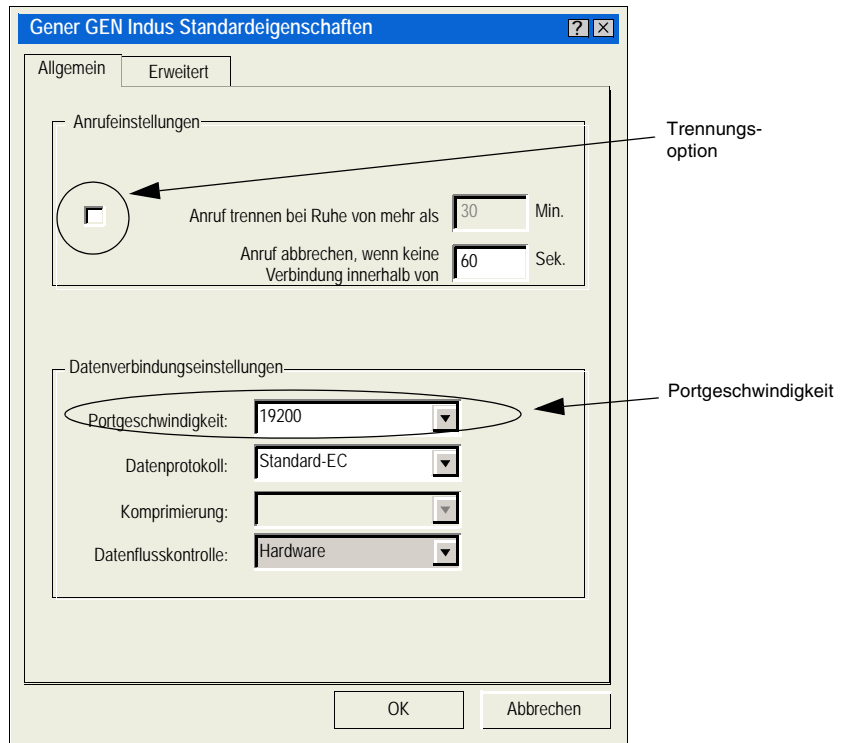 Gener GEN Indus Standardeigenschaften
Allgemein
Erweitert
Anrufeinstellungen
Trennungs-
option
Anruf trennen bei Ruhe von mehr als 30 Min.
Anruf abbrechen, wenn keine
Verbindung innerhalb von 60 Sek.
Datenverbindungseinstellungen
Portgeschwindigkeit
Portgeschwindigkeit: 19200
Datenprotokoll: Standard-EC
Komprimierung:
Datenflusskontrolle: Hardware
OK
Abbrechen